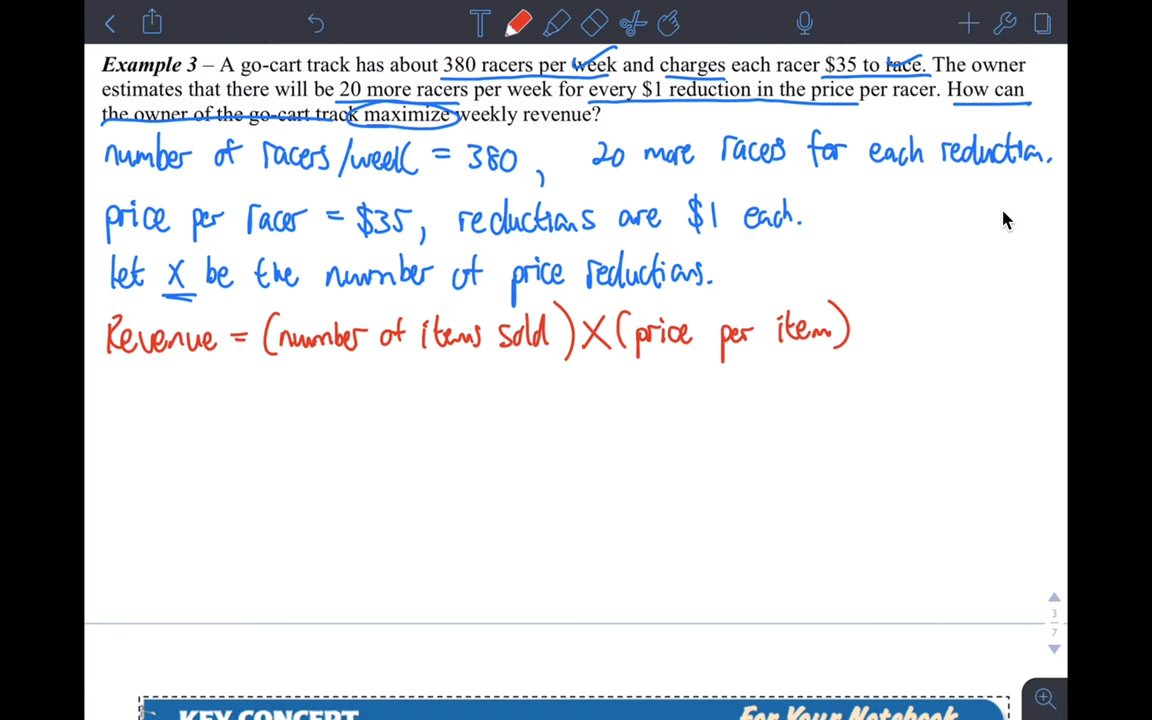 Example 3 – A go-cart track has about 380 racers per week and charges each racer $35 to race. The owner
estimates that there will be 20 more racers per week for every $1 reduction in the price per racer. How can
the owner of the go-cart track maximize weekly revenue?
number of racers/week = 380, 20 more races for each reduction.
price per racer = $35, reductions are $1 each.
let x be the number of price reductions.
Revenue = (number of items sold) X (price per item)
3
7
KEY CONCEPT For Your Notebook